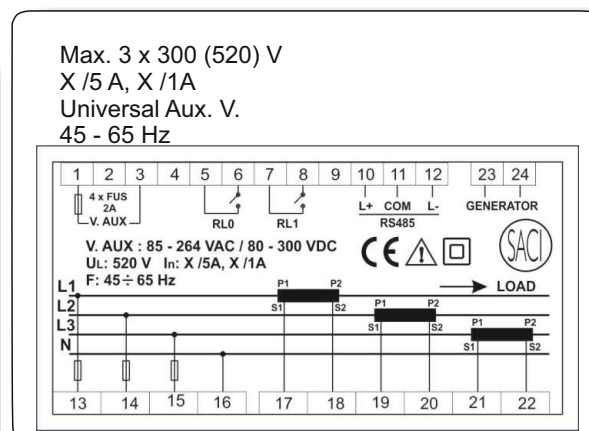 Max. 3 x 300 (520) V
X /5 A, X /1A
Universal Aux. V.
45 - 65 Hz
1 2 3 4 5 6 7 8 9 10 11 12 23 24
4 x FUS
2A
V. AUX
RL0
RL1
L+ COM L-
RS485
GENERATOR
V. AUX : 85 - 264 VAC / 80 - 300 VDC
UL: 520 V In: X /5A, X /1A
F: 45÷ 65 Hz
CE
SACI
L1 P1 P2 LOAD
S1 S2
L2 P1 P2
S1 S2
L3 P1 P2
S1 S2
N
13 14 15 16 17 18 19 20 21 22